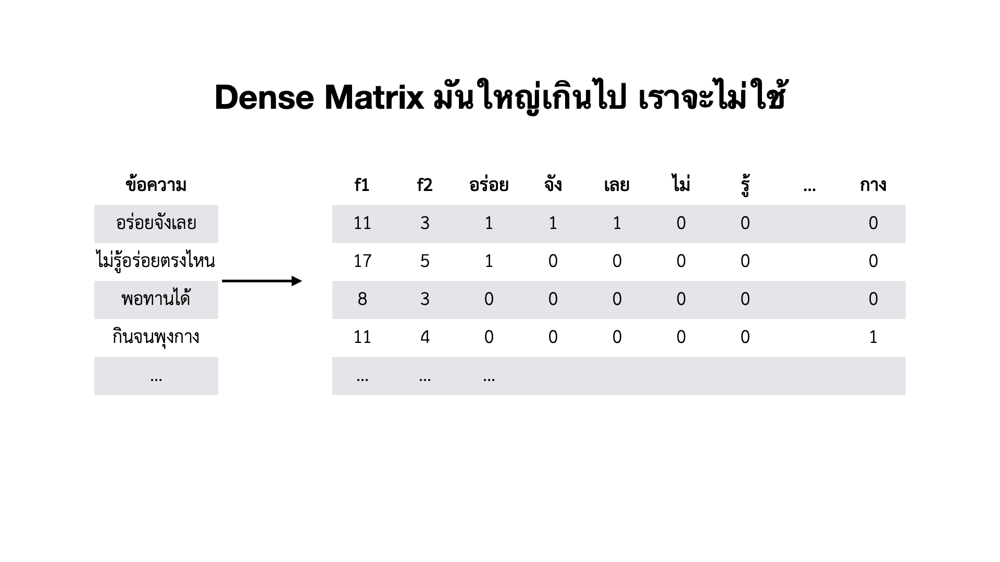 Dense Matrix มันใหญ่เกินไป เราจะไม่ใช้
ข้อความ f1 f2 อร่อย จัง เลย ไม่ รู้ ... กาง
อร่อยจังเลย 11 3 1 1 1 0 0 0
ไม่รู้อร่อยตรงไหน 17 5 1 0 0 0 0 0
พอทานได้ 8 3 0 0 0 0 0 0
กินจนพุงกาง 11 4 0 0 0 0 0 1
... ... ... ...